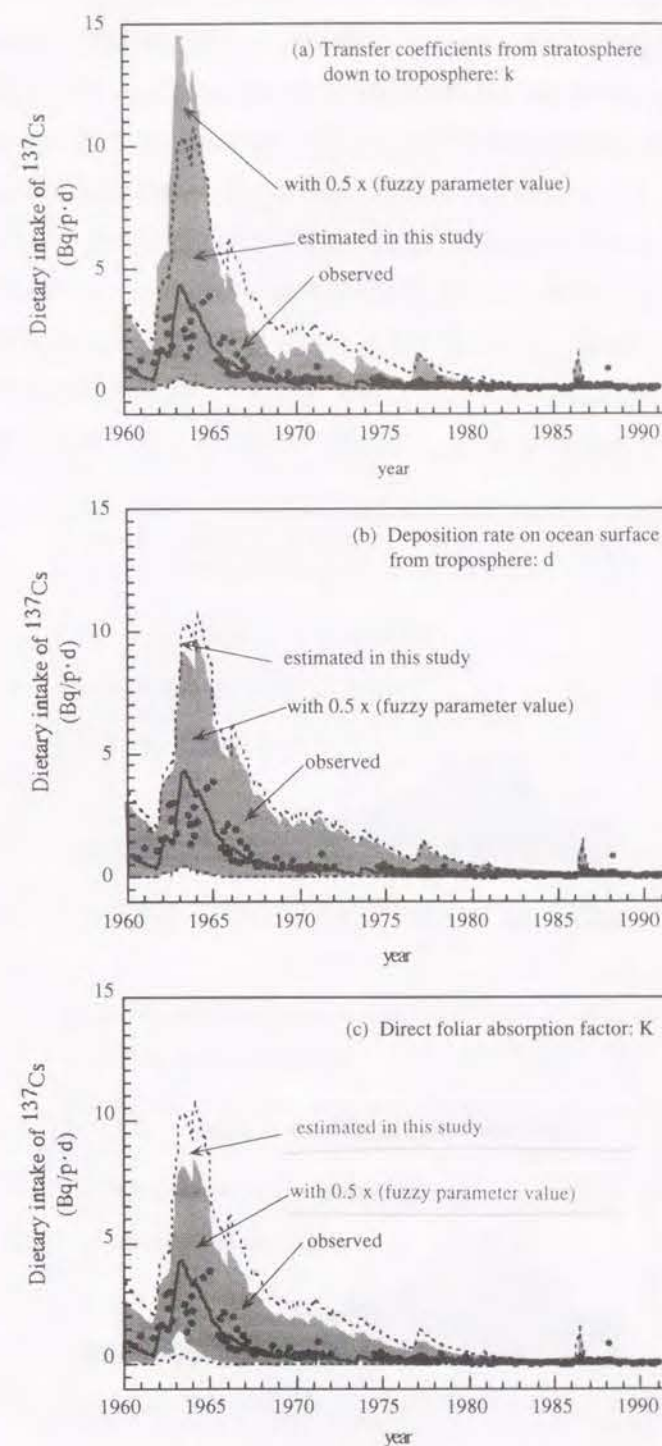 15
(a) Transfer coefficients from stratosphere
down to troposphere: k
10
with 0.5 x (fuzzy parameter value)
estimated in this study
5
observed
0
Dietary intake of 137Cs
(Bq/p·d)
1960 1965 1970 1975 1980 1985 1990
year
15
(b) Deposition rate on ocean surface
from troposphere: d
10
estimated in this study
with 0.5 x (fuzzy parameter value)
5
observed
0
Dietary intake of 137Cs
(Bq/p·d)
1960 1965 1970 1975 1980 1985 1990
year
15
(c) Direct foliar absorption factor: K
10
estimated in this study
with 0.5 x (fuzzy parameter value)
5
observed
0
Dietary intake of 137Cs
(Bq/p·d)
1960 1965 1970 1975 1980 1985 1990
year